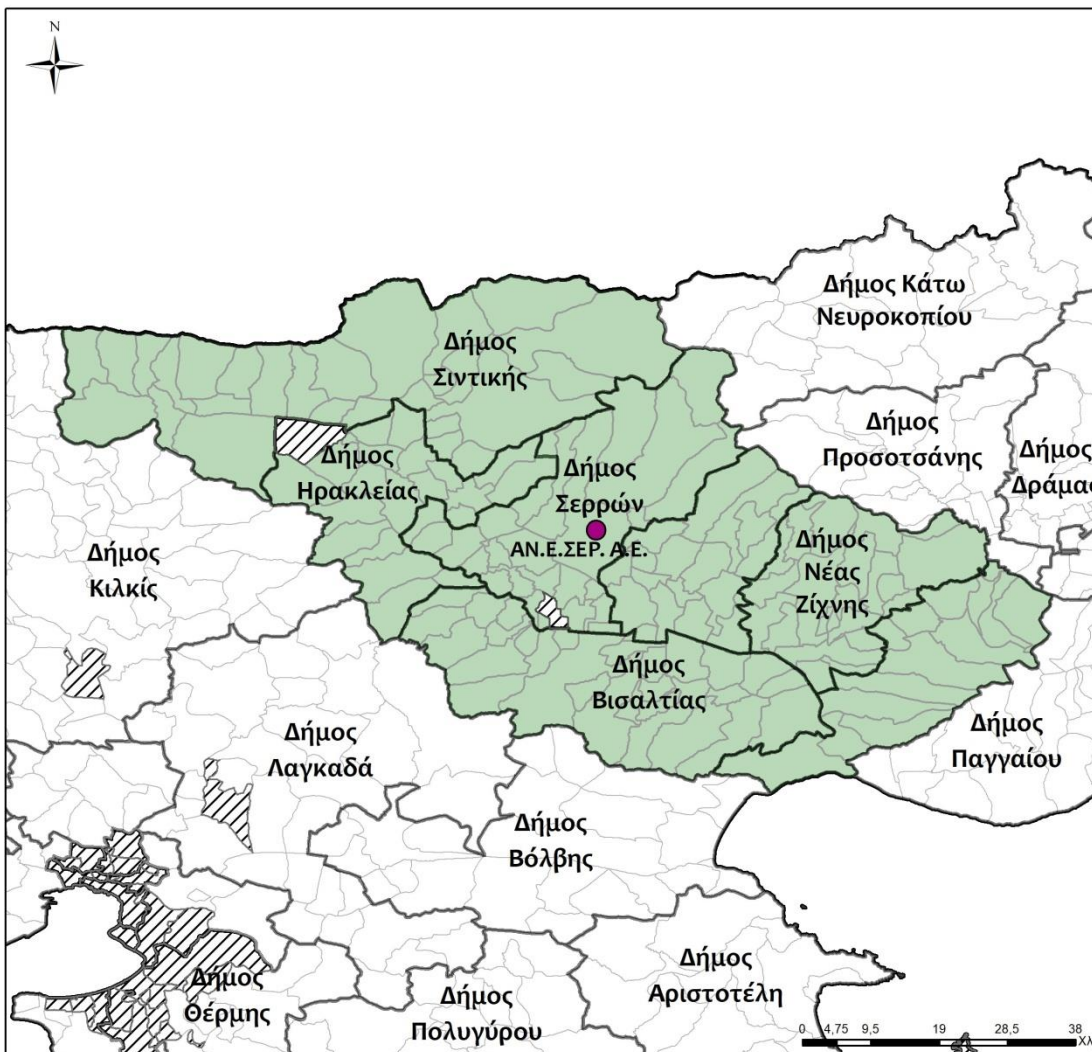 N
Δήμος Κάτω
Νευροκοπίου
Δήμος
Σιντικής
Δήμος
Προσοτσάνης
Δήμος
Δράμας
Δήμος
Ηρακλείας
Δήμος
Σερρών
ΑΝ.Ε.ΣΕΡ. Α.Ε.
Δήμος
Νέας
Ζίχνης
Δήμος
Κιλκίς
Δήμος
Βισαλτίας
Δήμος
Παγγαίου
Δήμος
Λαγκαδά
Δήμος
Βόλβης
Δήμος
Αριστοτέλη
Δήμος
Θέρμης
Δήμος
Πολυγύρου
0 4,75 9,5 19 28,5 38